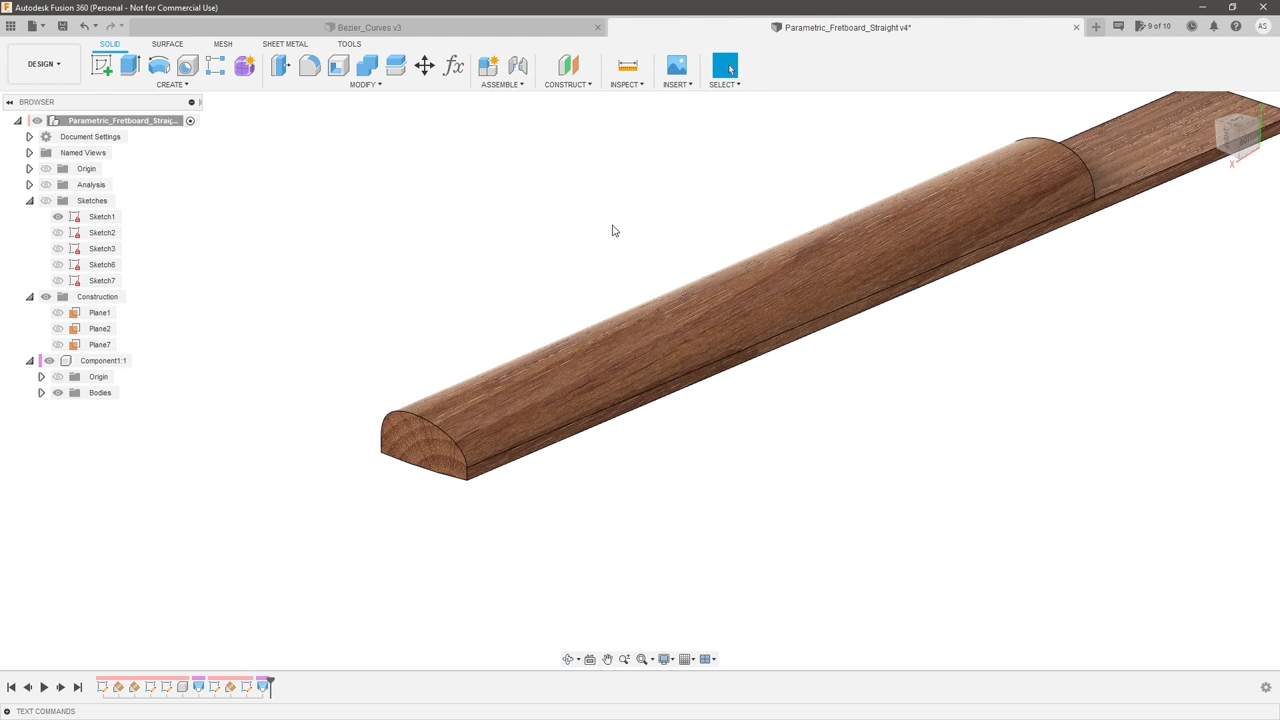 Autodesk Fusion 360 (Personal - Not for Commercial Use)
Bezier_Curves v3
Parametric_Fretboard_Straight v4*
9 of 10
AS
DESIGN
SOLID SURFACE MESH SHEET METAL TOOLS
CREATE MODIFY ASSEMBLE CONSTRUCT INSPECT INSERT SELECT
BROWSER
Parametric_Fretboard_Straig...
Document Settings
Named Views
Origin
Analysis
Sketches
Sketch1
Sketch2
Sketch3
Sketch6
Sketch7
Construction
Plane1
Plane2
Plane7
Component1:1
Origin
Bodies
X
TEXT COMMANDS